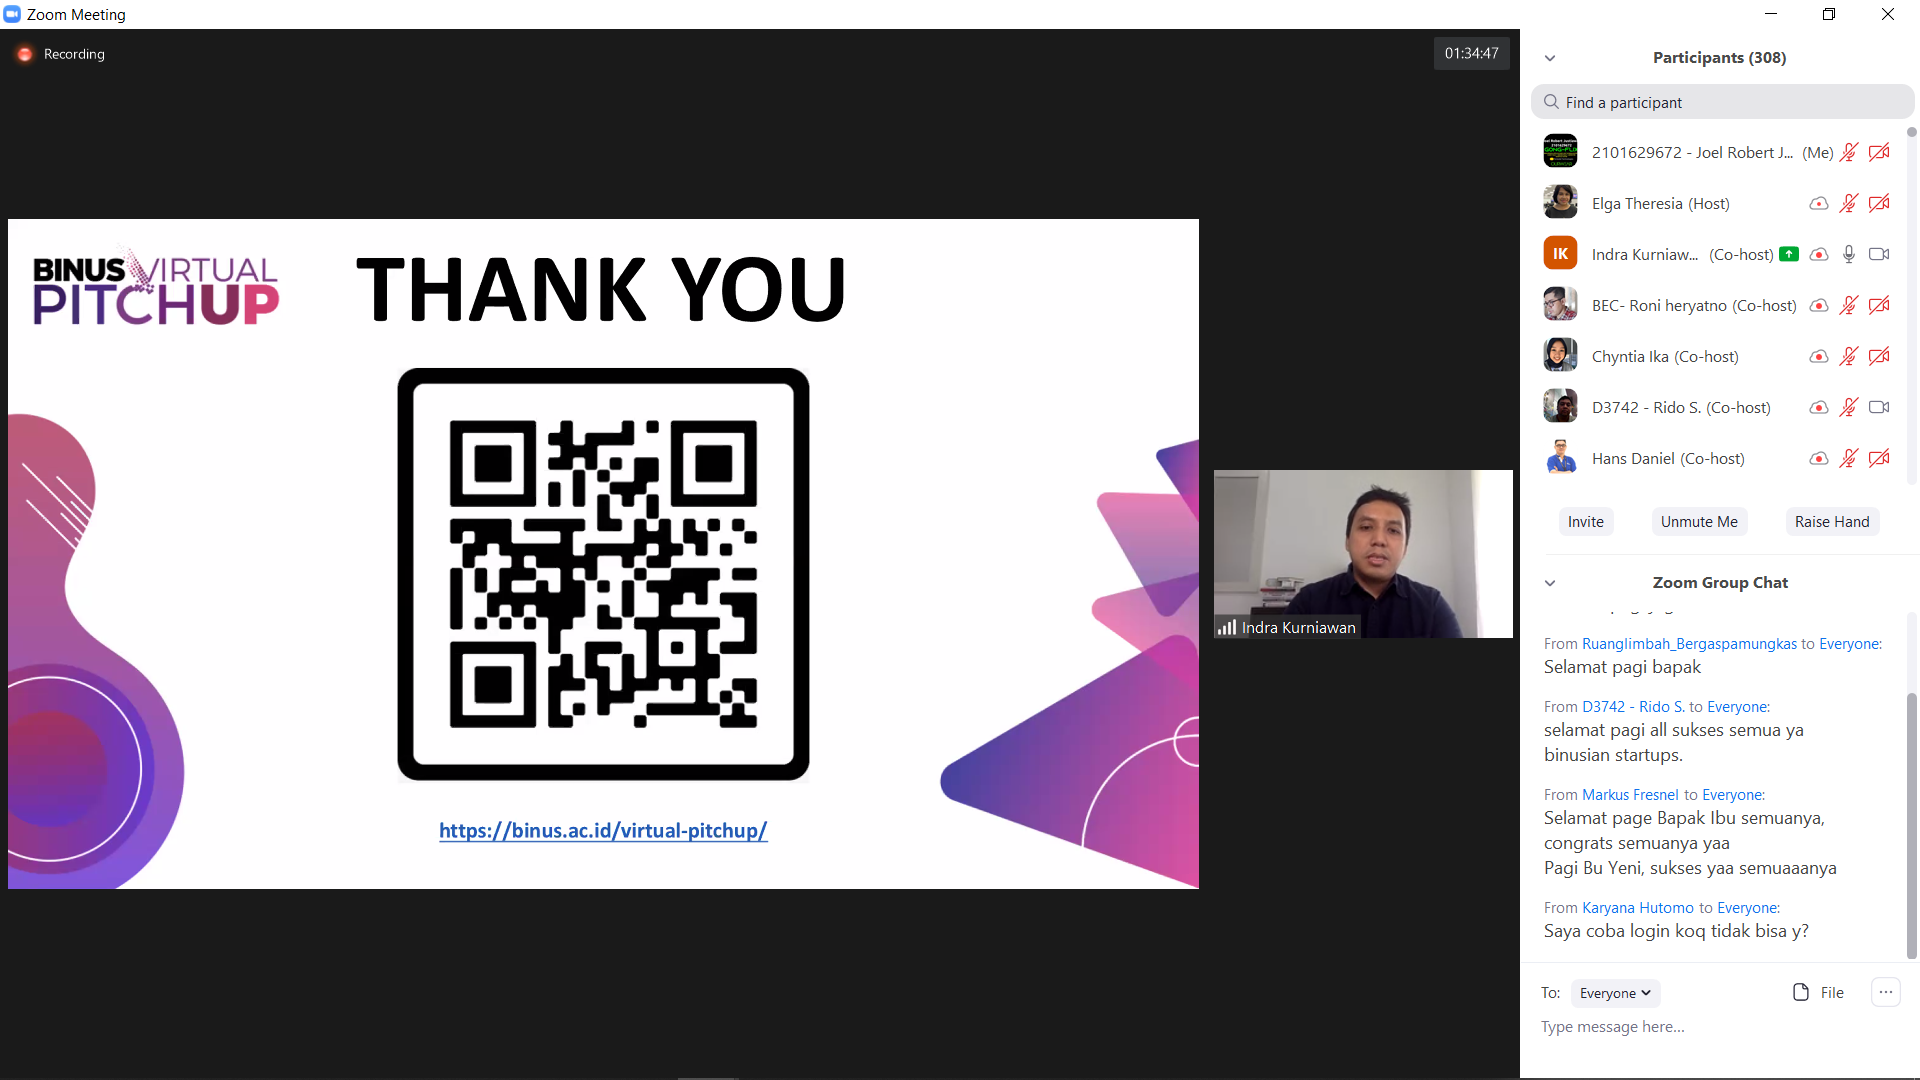 Zoom Meeting
Recording
01:34:47
BINUS VIRTUAL
PITCHUP
THANK YOU
https://binus.ac.id/virtual-pitchup/
Indra Kurniawan
Participants (308)
Find a participant
2101629672 - Joel Robert J... (Me)
Elga Theresia (Host)
IK
Indra Kurniaw... (Co-host)
BEC- Roni heryatno (Co-host)
Chyntia Ika (Co-host)
D3742 - Rido S. (Co-host)
Hans Daniel (Co-host)
Invite
Unmute Me
Raise Hand
Zoom Group Chat
From Ruanglimbah_Bergaspamungkas to Everyone:
Selamat pagi bapak
From D3742 - Rido S. to Everyone:
selamat pagi all sukses semua ya
binusian startups.
From Markus Fresnel to Everyone:
Selamat page Bapak Ibu semuanya,
congrats semuanya yaa
Pagi Bu Yeni, sukses yaa semuaaanya
From Karyana Hutomo to Everyone:
Saya coba login koq tidak bisa y?
To: Everyone
File
Type message here...